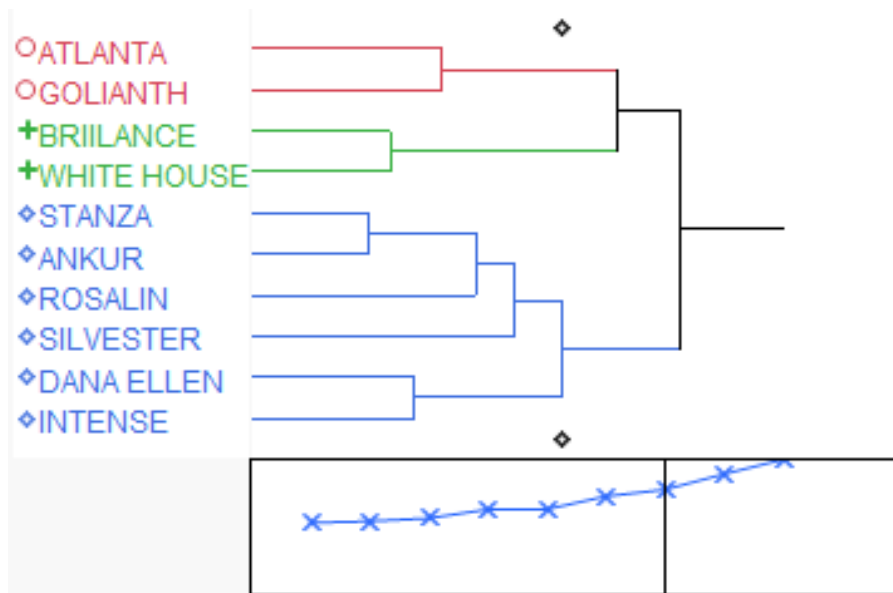 ATLANTA
GOLIANTH
BRIILANCE
WHITE HOUSE
STANZA
ANKUR
ROSALIN
SILVESTER
DANA ELLEN
INTENSE